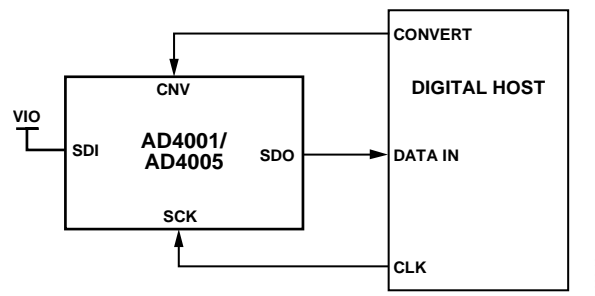 CONVERT
CNV
DIGITAL HOST
VIO
SDI
AD4001/
AD4005
SDO
DATA IN
SCK
CLK